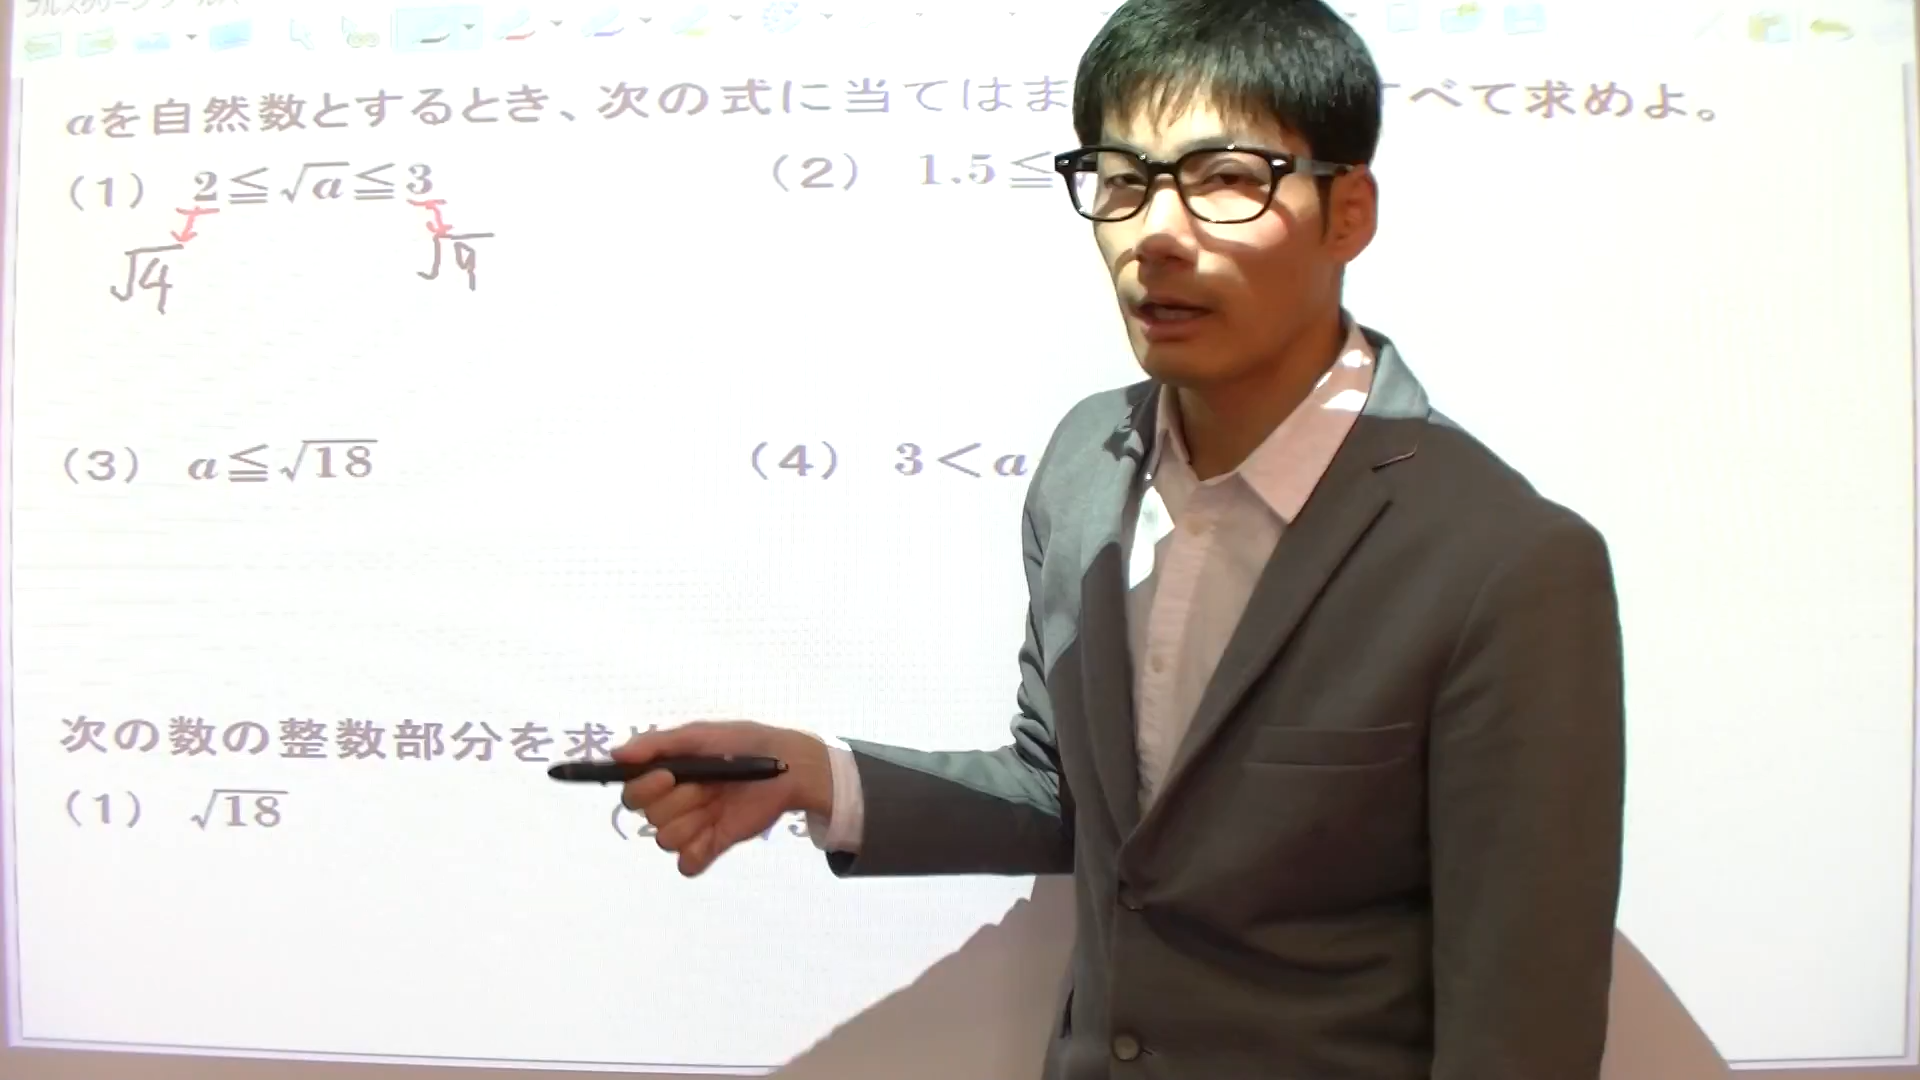 aを自然数とするとき、次の式に当てはま べて求めよ。
(1) 2≦√a≦3
(2) 1.5≦
√4 √9
(3) a≦√18
(4) 3<a
次の数の整数部分を求
(1) √18